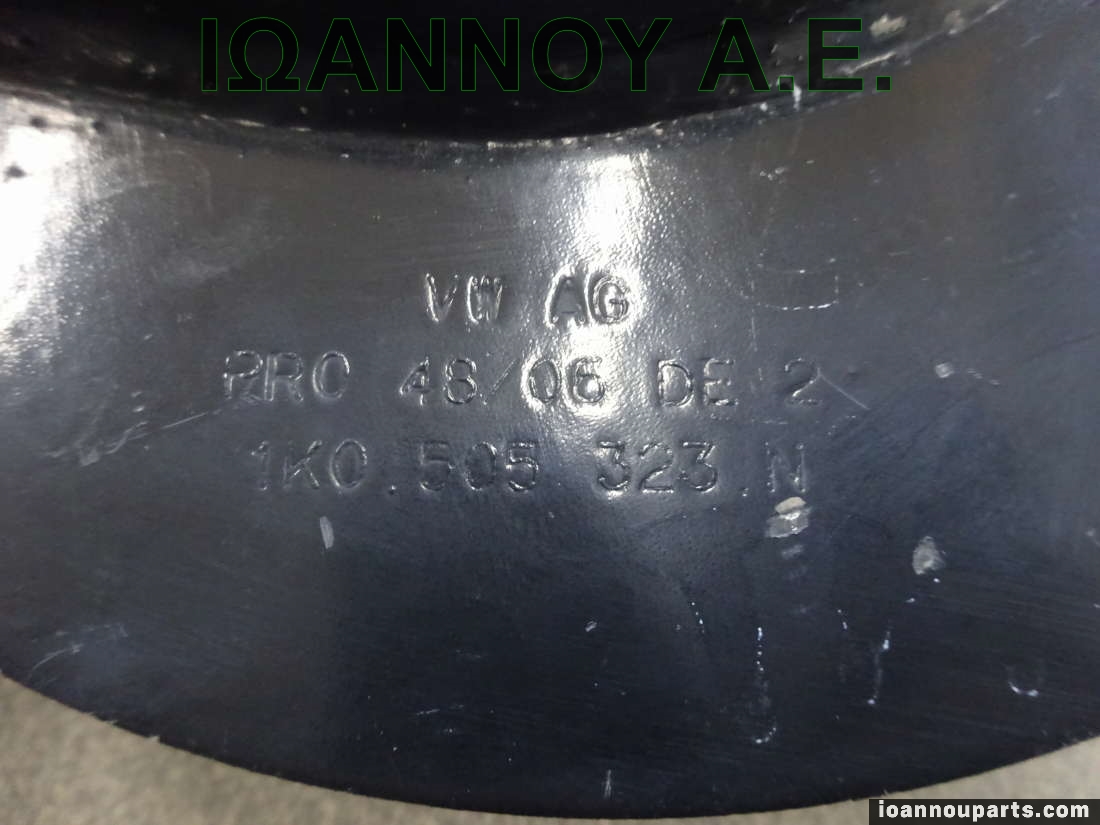 ΙΩΑΝΝΟΥ Α.Ε.
VW AG
PRO 48/06 DE 2
1K0.505 323.N
ioannouparts.com